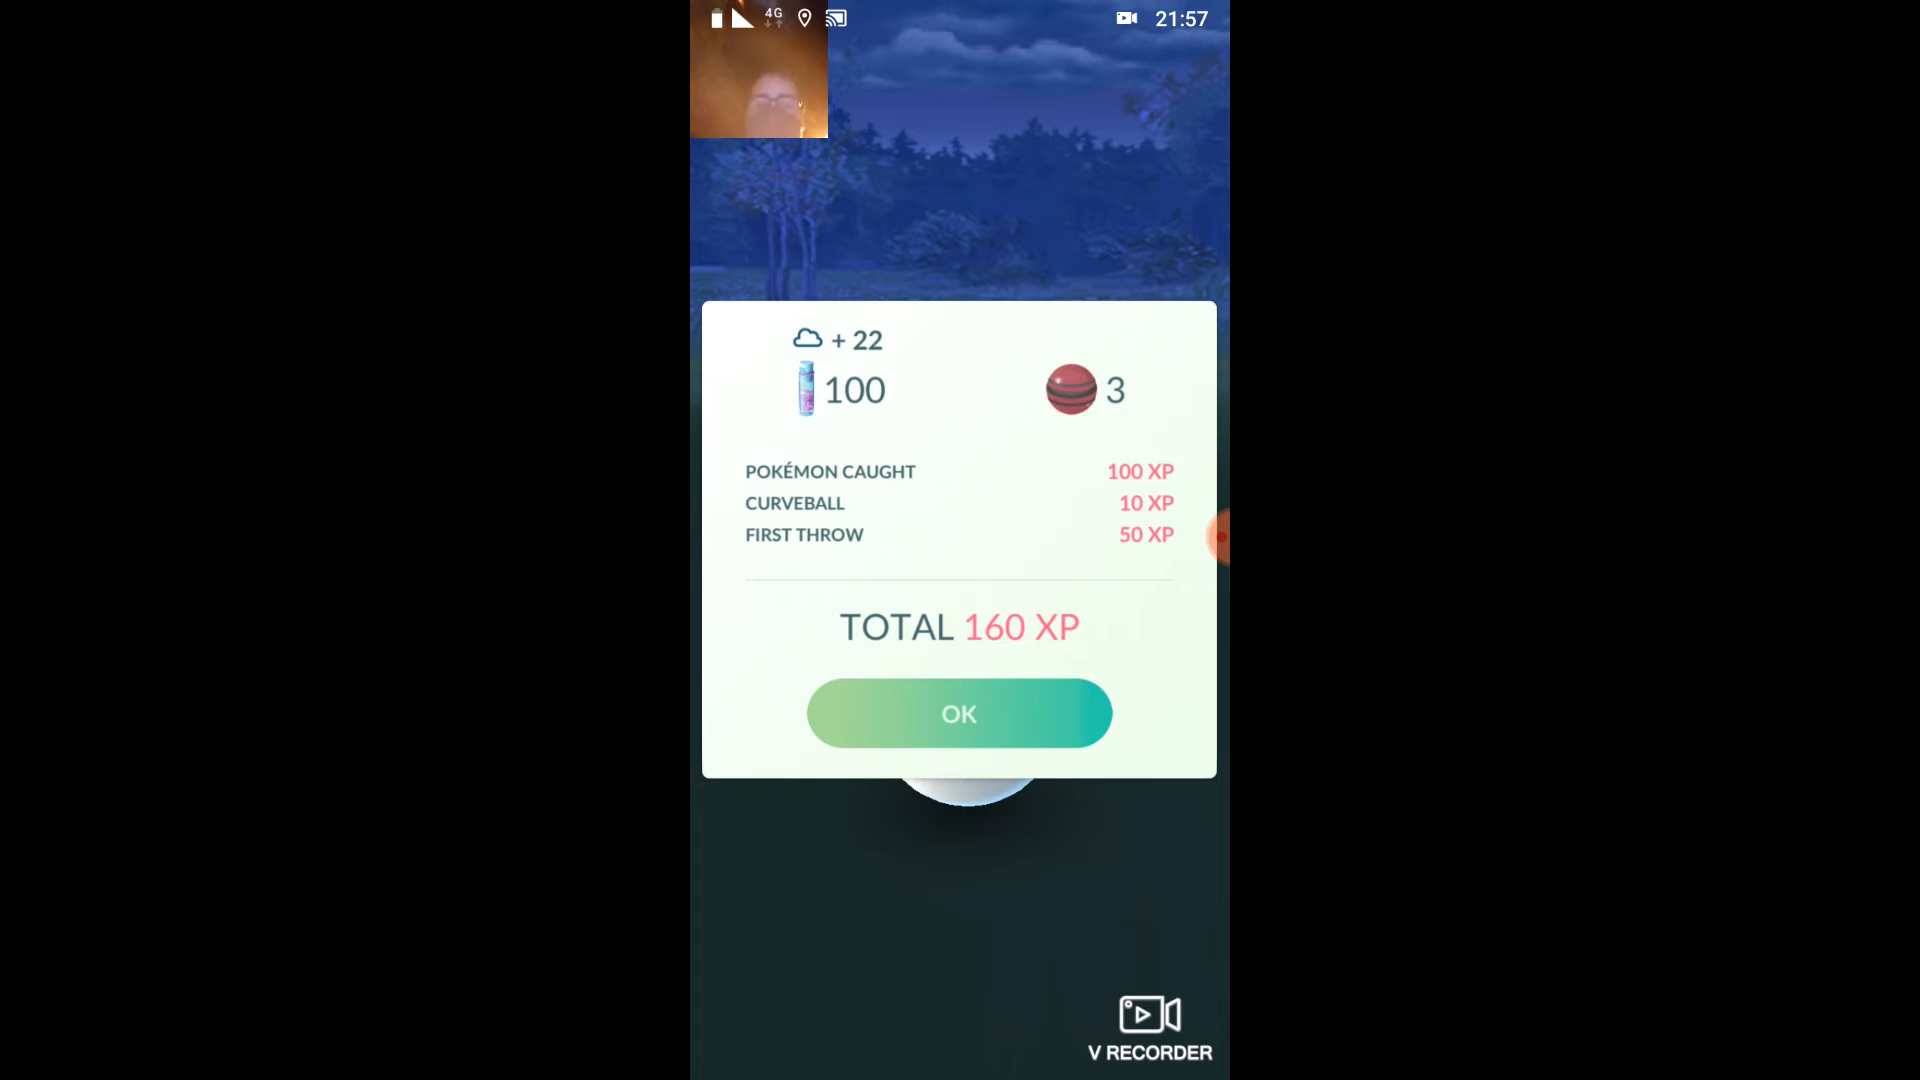 4G 21:57
+ 22
100 3
POKÉMON CAUGHT 100 XP
CURVEBALL 10 XP
FIRST THROW 50 XP
TOTAL 160 XP
OK
V RECORDER